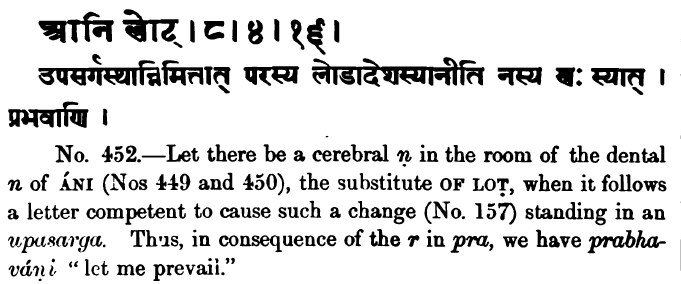 आनि लोट् । ८ । ४ । १६ ।
उपसर्गस्थान्निमित्तात् परस्य लोडादेशस्यानीति नस्य णः स्यात् ।
प्रभवाणि ।
No. 452.—Let there be a cerebral ṇ in the room of the dental
n of ÁNI (Nos 449 and 450), the substitute OF LOṬ, when it follows
a letter competent to cause such a change (No. 157) standing in an
upasarga. Thus, in consequence of the r in pra, we have prabha-
váṇi “let me prevail.”